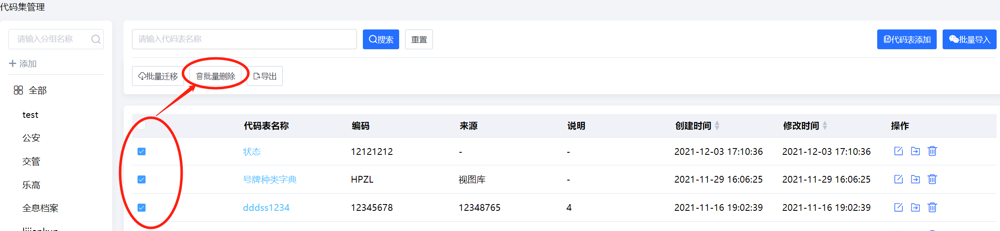 代码集管理
请输入分组名称
添加
全部
test
公安
交管
乐高
全息档案
请输入代码表名称 搜索 重置 代码表添加 批量导入
批量迁移 批量删除 导出
代码表名称 编码 来源 说明 创建时间 修改时间 操作
状态 12121212 - - 2021-12-03 17:10:36 2021-12-03 17:10:36
号牌种类字典 HPZL 视图库 - 2021-11-29 16:06:25 2021-11-29 16:06:25
dddss1234 12345678 12348765 4 2021-11-16 19:02:39 2021-11-16 19:02:39